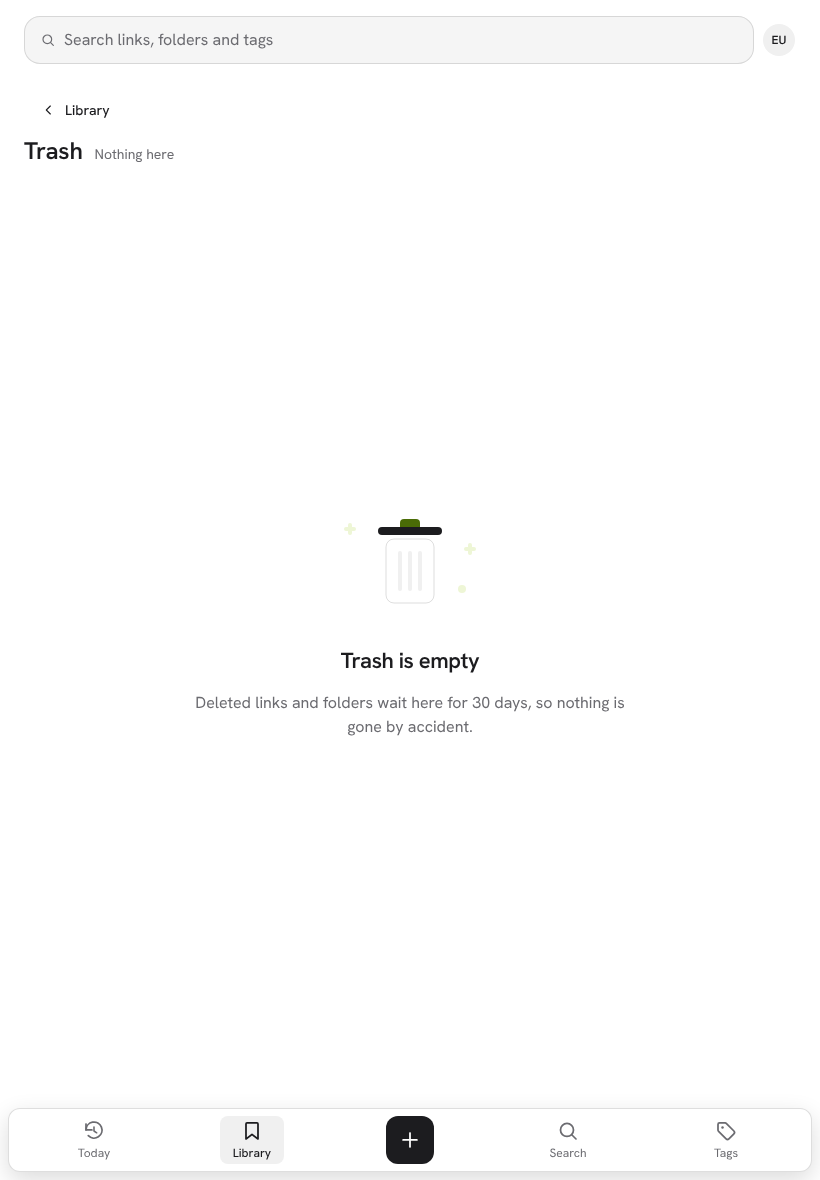 Search links, folders and tags
EU
Library
Trash
Nothing here
Trash is empty
Deleted links and folders wait here for 30 days, so nothing is
gone by accident.
Today
Library
Search
Tags